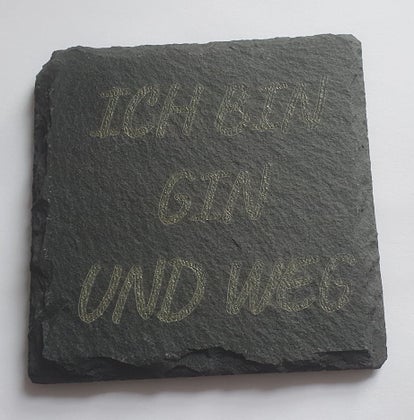 ICH BIN
GIN
UND WEG